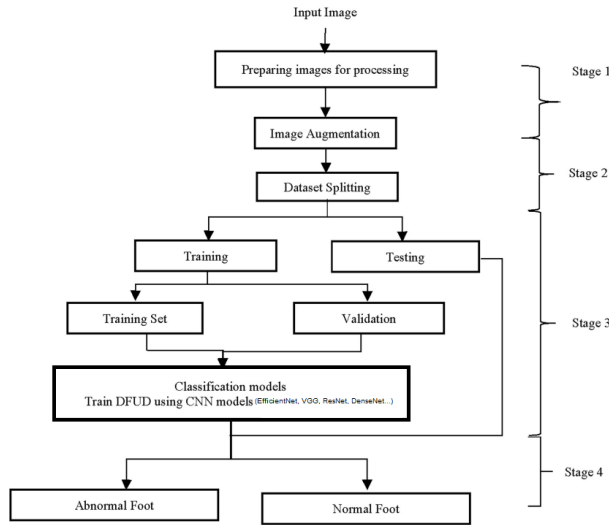 Input Image
Preparing images for processing
Stage 1
Image Augmentation
Stage 2
Dataset Splitting
Training
Testing
Training Set
Validation
Stage 3
Classification models
Train DFUD using CNN models (EfficientNet, VGG, ResNet, DenseNet...)
Stage 4
Abnormal Foot
Normal Foot